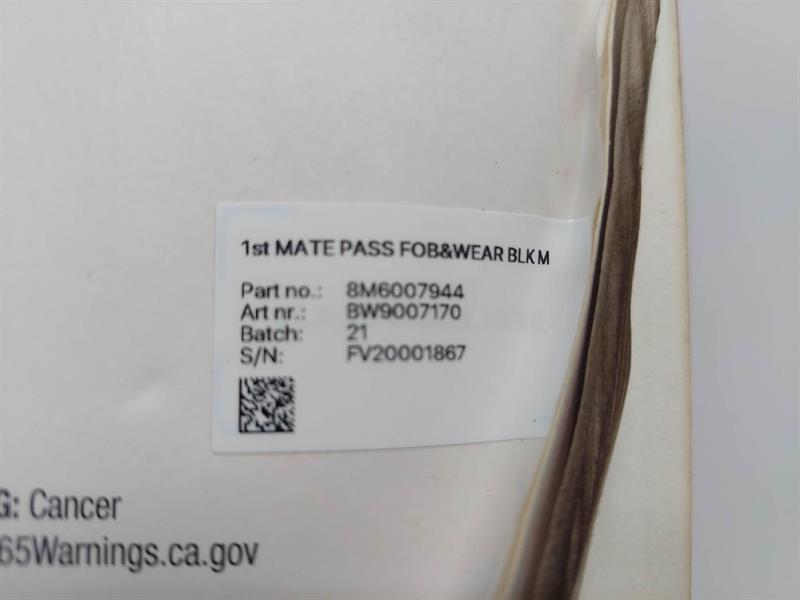 1st MATE PASS FOB&WEAR BLK M
Part no.: 8M6007944
Art nr.: BW9007170
Batch: 21
S/N: FV20001867
G: Cancer
65Warnings.ca.gov